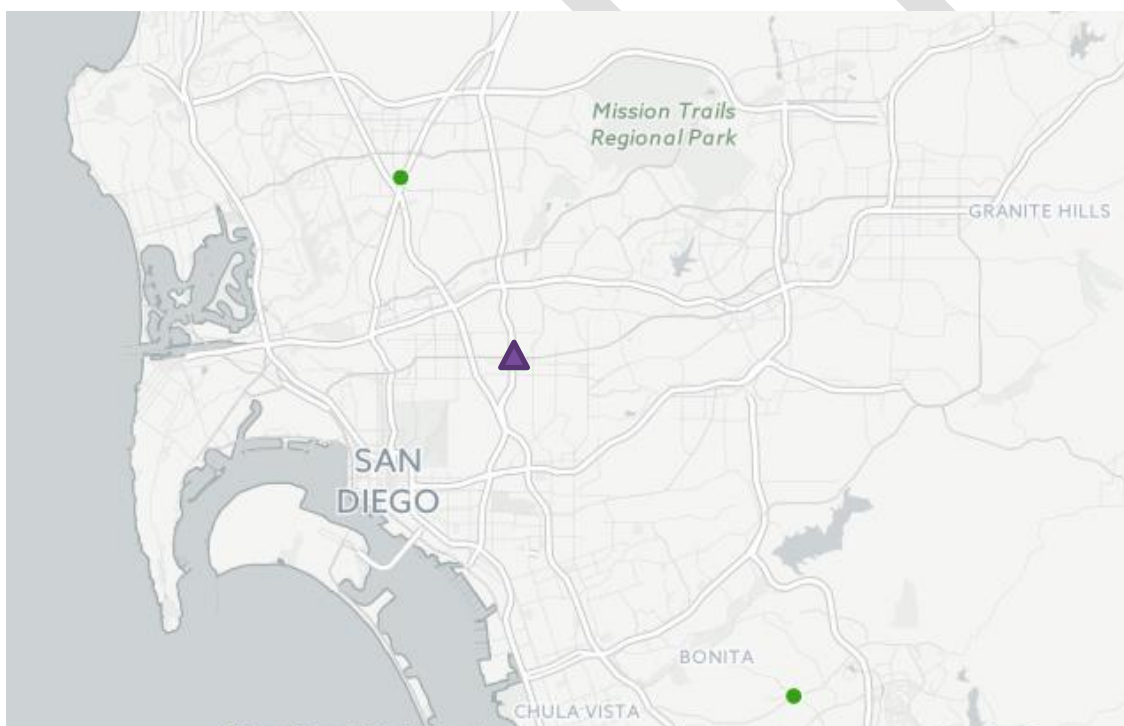 Mission Trails
Regional Park
GRANITE HILLS
SAN
DIEGO
BONITA
CHULA VISTA